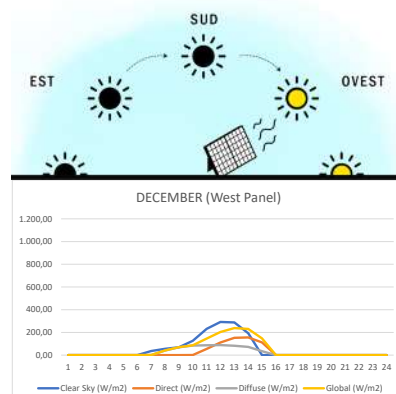 SUD
EST
OVEST
DECEMBER (West Panel)
1.200,00
1.000,00
800,00
600,00
400,00
200,00
0,00
1 2 3 4 5 6 7 8 9 10 11 12 13 14 15 16 17 18 19 20 21 22 23 24
Clear Sky (W/m2) Direct (W/m2) Diffuse (W/m2) Global (W/m2)